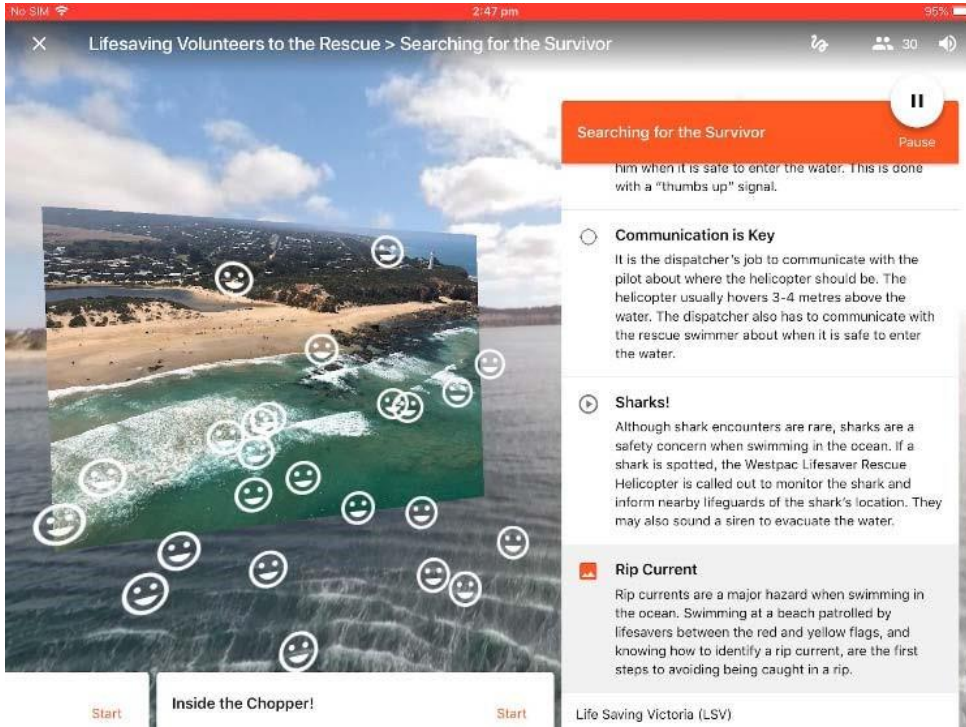 No SIM
2:47 pm
95%
Lifesaving Volunteers to the Rescue > Searching for the Survivor
30
Searching for the Survivor
Pause
him when it is safe to enter the water. This is done
with a “thumbs up” signal.
Communication is Key
It is the dispatcher’s job to communicate with the
pilot about where the helicopter should be. The
helicopter usually hovers 3-4 metres above the
water. The dispatcher also has to communicate with
the rescue swimmer about when it is safe to enter
the water.
Sharks!
Although shark encounters are rare, sharks are a
safety concern when swimming in the ocean. If a
shark is spotted, the Westpac Lifesaver Rescue
Helicopter is called out to monitor the shark and
inform nearby lifeguards of the shark’s location. They
may also sound a siren to evacuate the water.
Rip Current
Rip currents are a major hazard when swimming in
the ocean. Swimming at a beach patrolled by
lifesavers between the red and yellow flags, and
knowing how to identify a rip current, are the first
steps to avoiding being caught in a rip.
Start
Inside the Chopper!
Start
Life Saving Victoria (LSV)